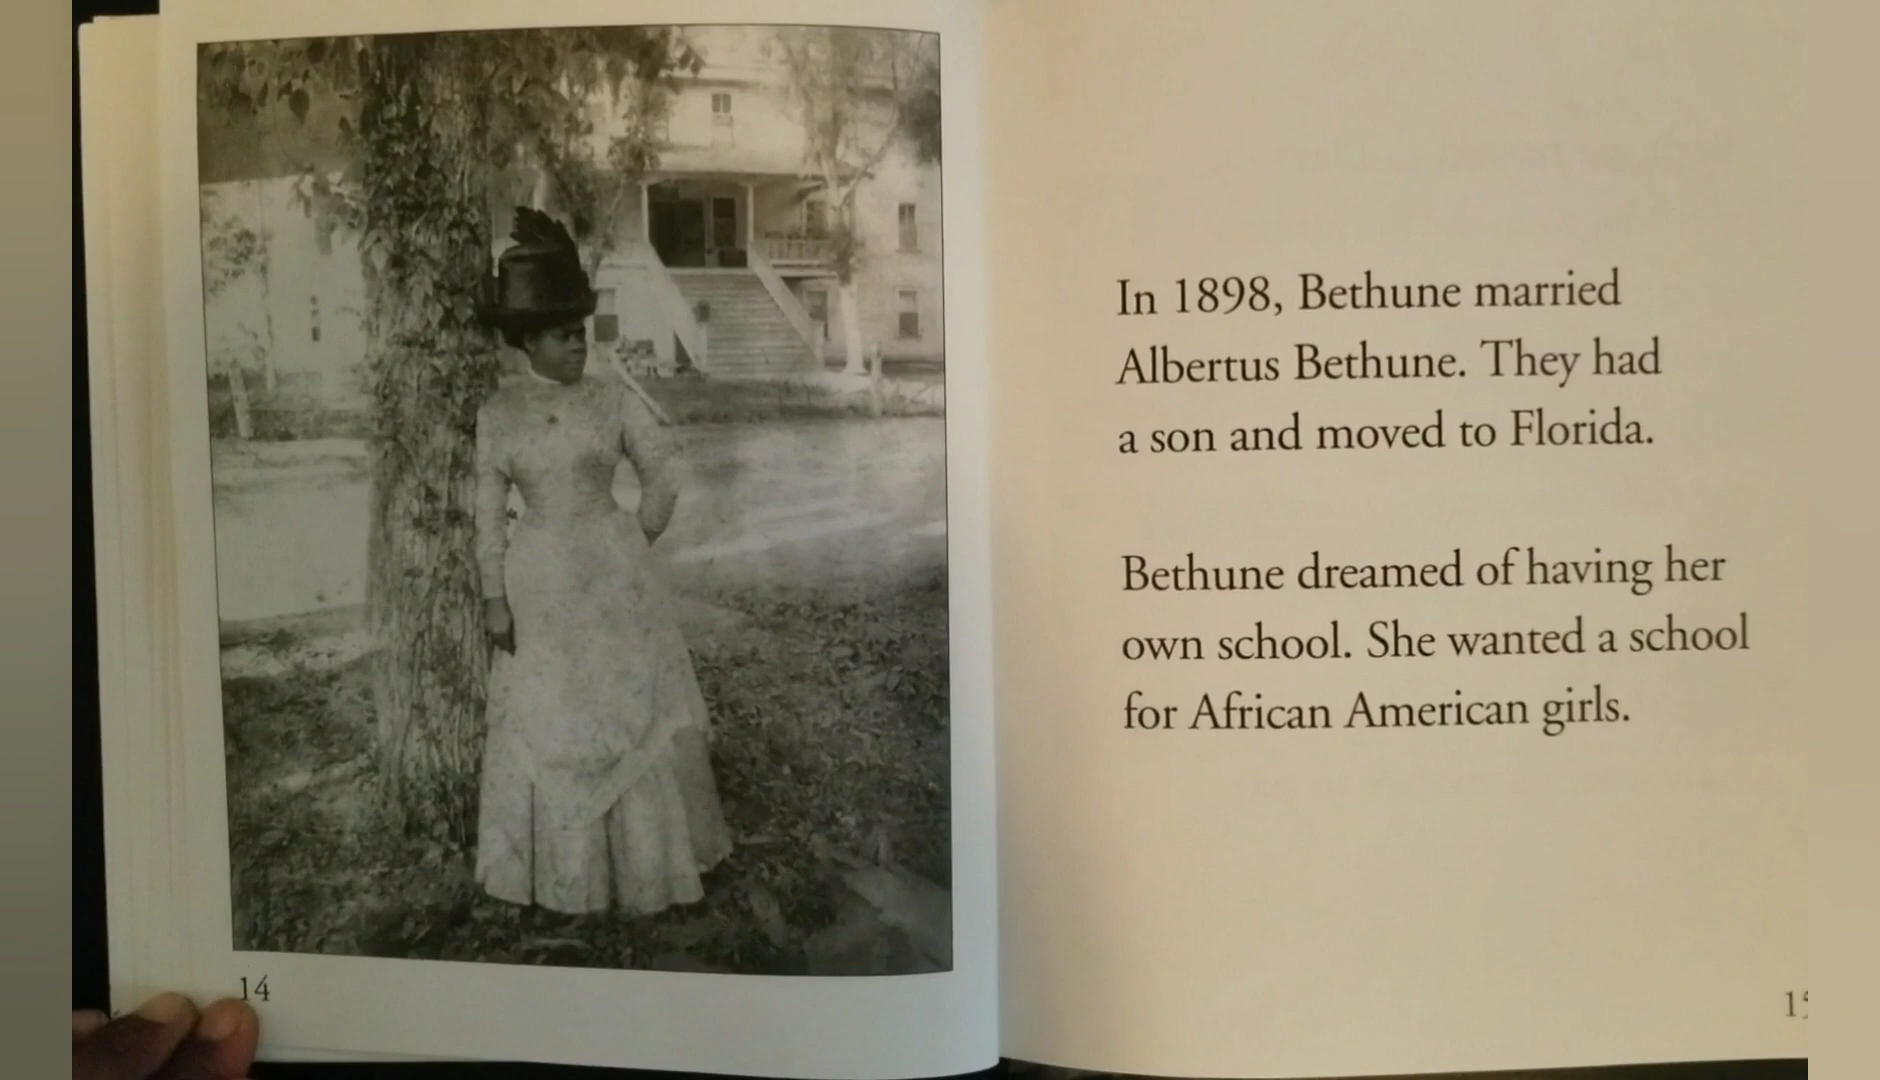 14
In 1898, Bethune married
Albertus Bethune. They had
a son and moved to Florida.
Bethune dreamed of having her
own school. She wanted a school
for African American girls.